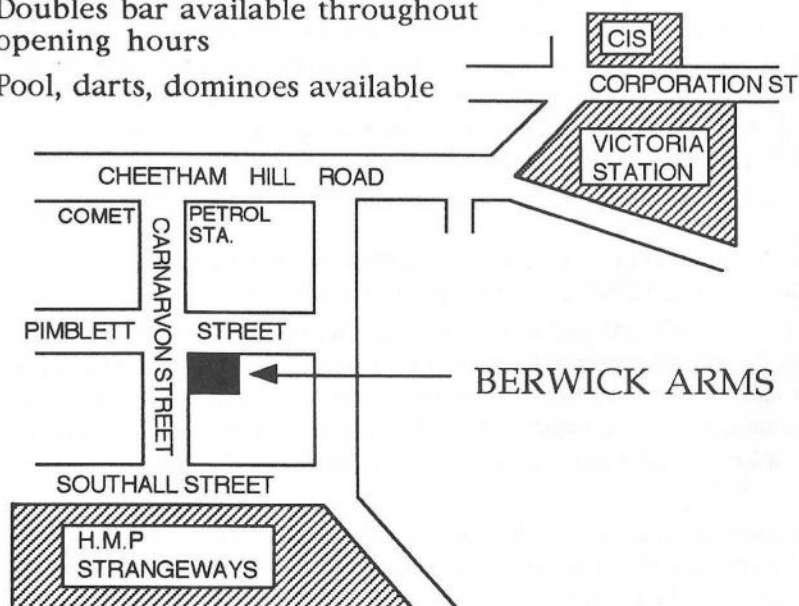 Doubles bar available throughout
opening hours
Pool, darts, dominoes available
CIS
CORPORATION ST
VICTORIA
STATION
CHEETHAM HILL ROAD
COMET
PETROL
STA.
CARNARVON STREET
PIMBLETT STREET
BERWICK ARMS
SOUTHALL STREET
H.M.P
STRANGEWAYS